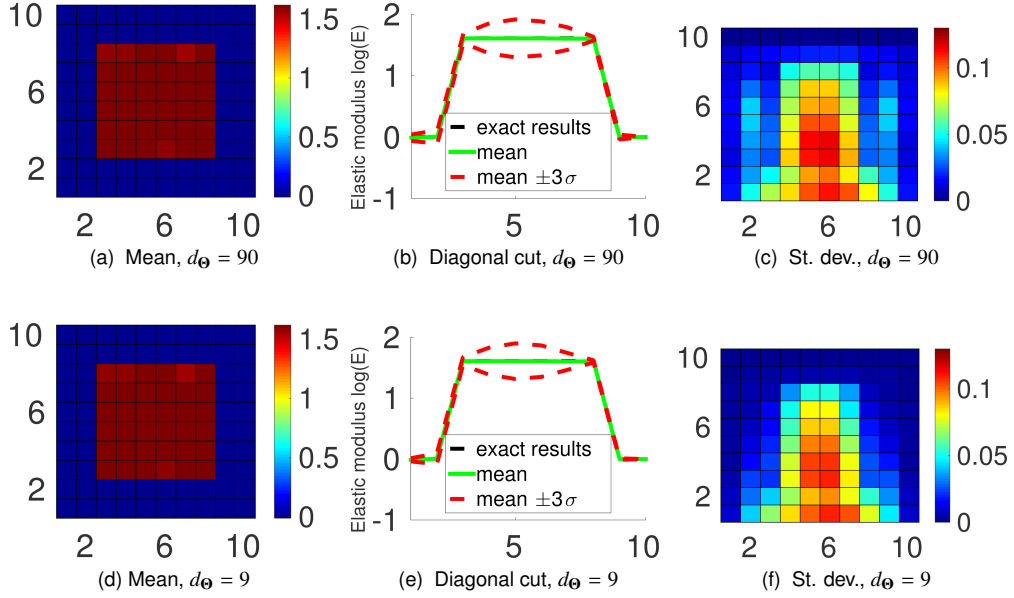 10
6
2
2 6 10
1.5
1
0.5
0
(a) Mean, d_Θ = 90
Elastic modulus log(E)
2
1
0
-1
5 10
exact results
mean
mean ±3σ
(b) Diagonal cut, d_Θ = 90
10
8
6
4
2
2 6 10
0.1
0.05
0
(c) St. dev., d_Θ = 90
10
6
2
2 6 10
1.5
1
0.5
0
(d) Mean, d_Θ = 9
Elastic modulus log(E)
2
1
0
-1
5 10
exact results
mean
mean ±3σ
(e) Diagonal cut, d_Θ = 9
10
8
6
4
2
2 6 10
0.1
0.05
0
(f) St. dev., d_Θ = 9